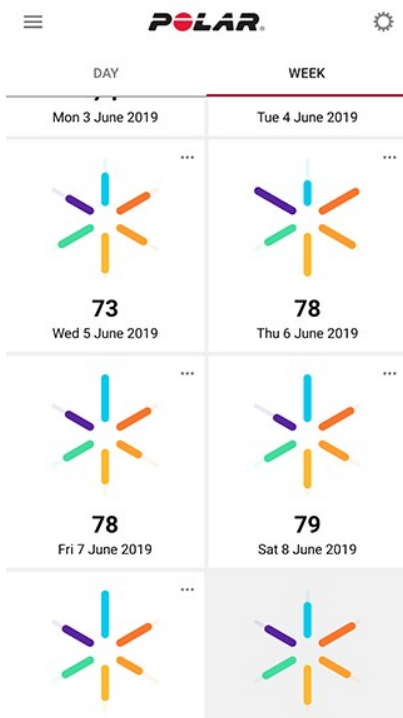 POLAR
DAY WEEK
Mon 3 June 2019 Tue 4 June 2019
73 78
Wed 5 June 2019 Thu 6 June 2019
78 79
Fri 7 June 2019 Sat 8 June 2019